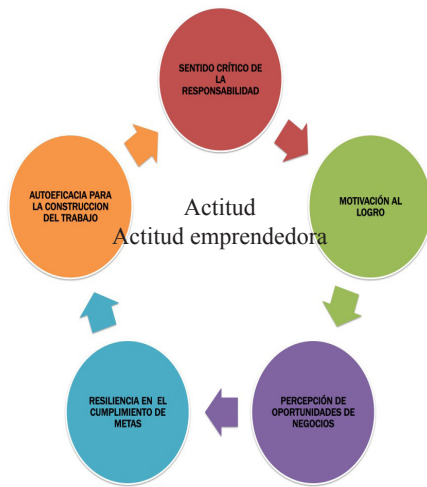 SENTIDO CRÍTICO DE
LA
RESPONSABILIDAD
MOTIVACIÓN AL
LOGRO
PERCEPCIÓN DE
OPORTUNIDADES DE
NEGOCIOS
RESILIENCIA EN EL
CUMPLIMIENTO DE
METAS
AUTOEFICACIA PARA
LA CONSTRUCCION
DEL TRABAJO
Actitud
Actitud emprendedora